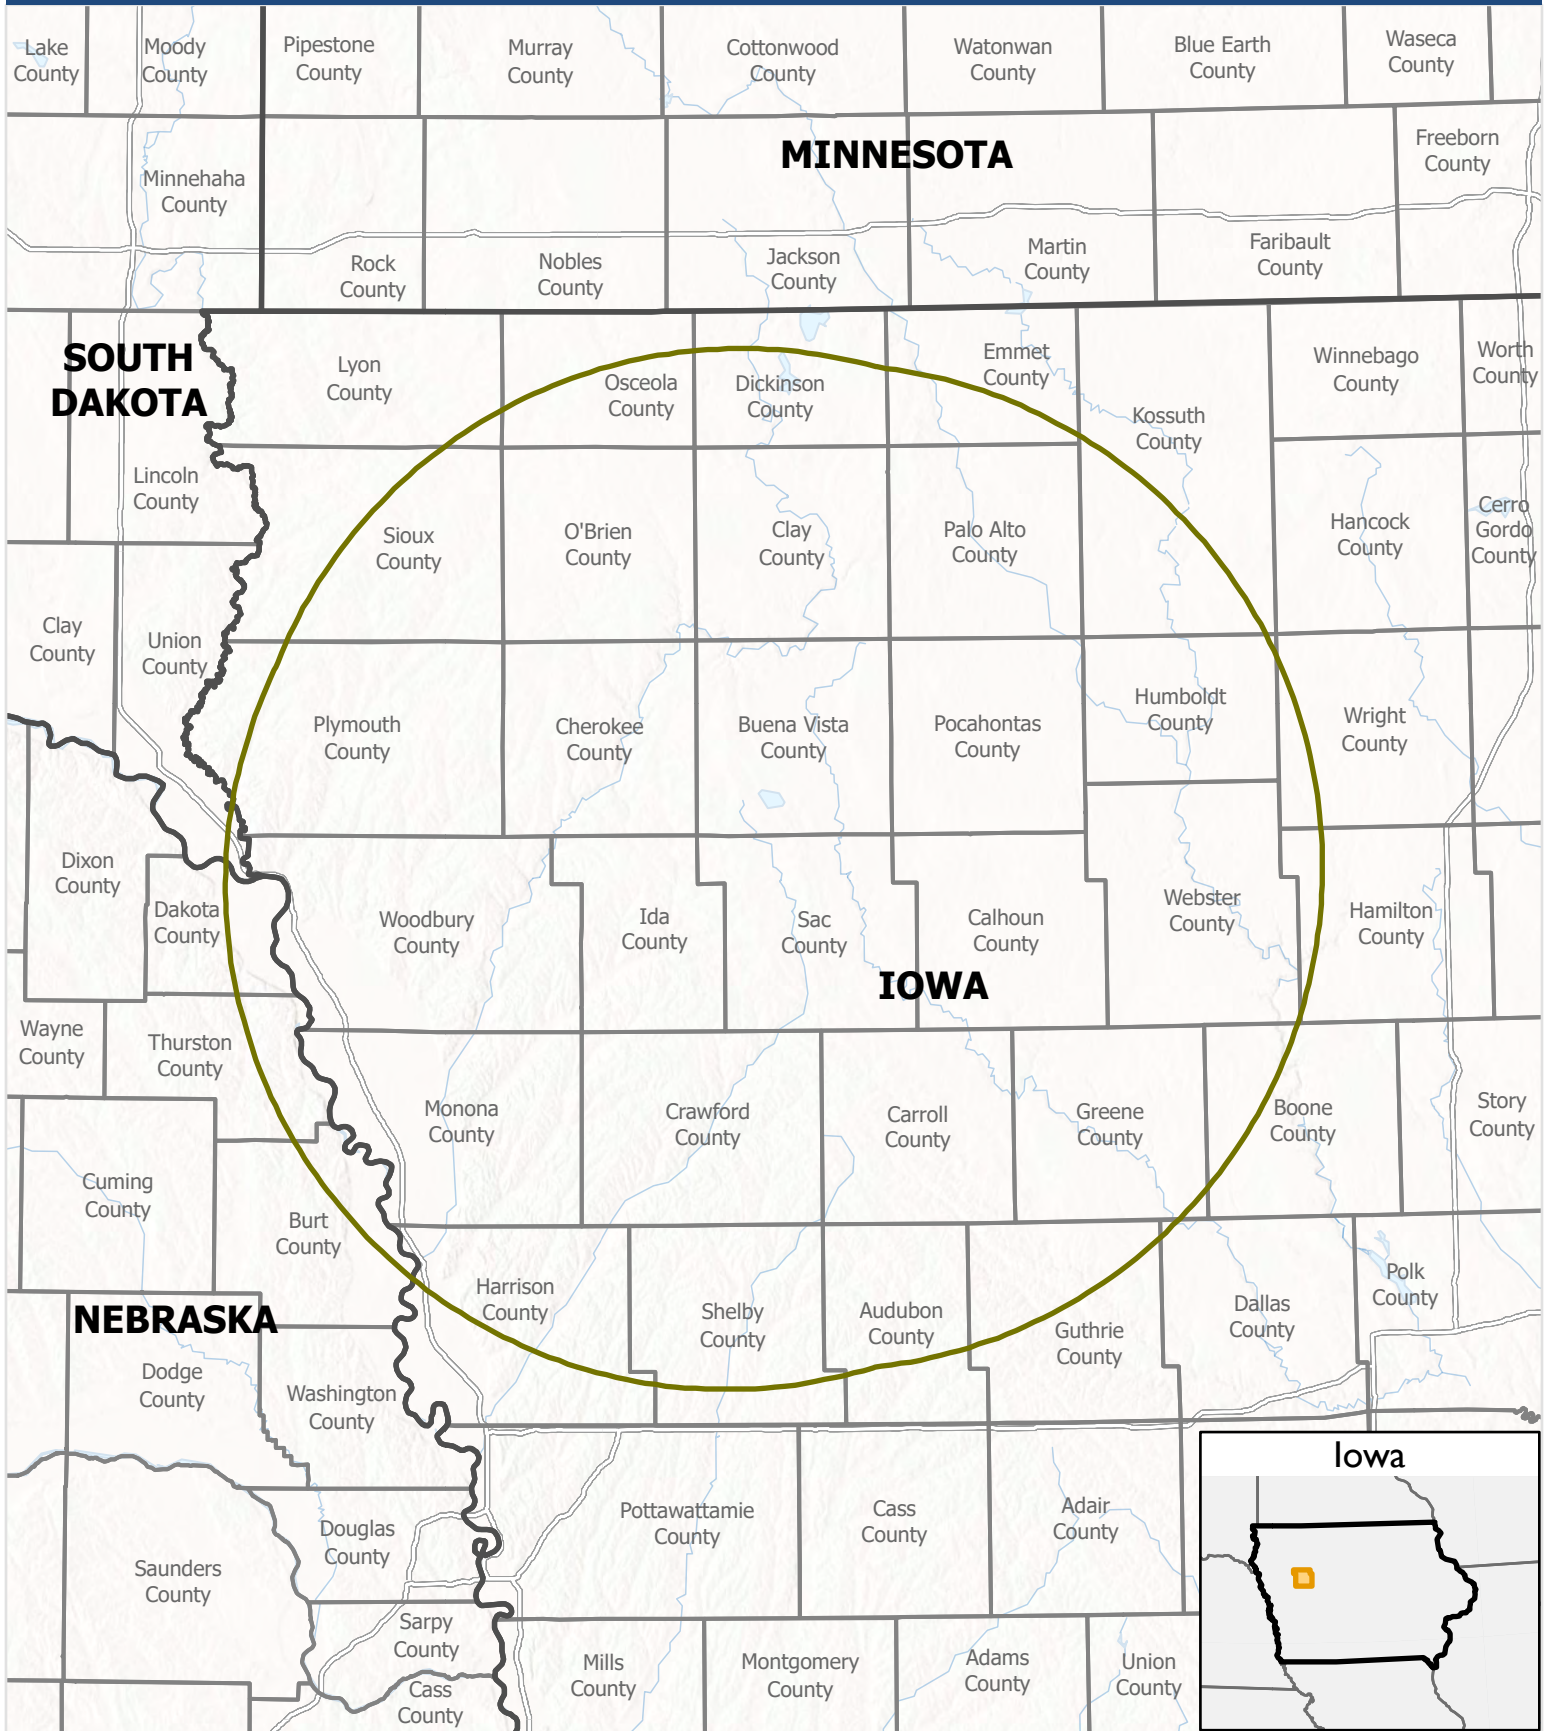 Lake
County
Moody
County
Pipestone
County
Murray
County
Cottonwood
County
Watonwan
County
Blue Earth
County
Waseca
County
MINNESOTA
Freeborn
County
Minnehaha
County
Rock
County
Nobles
County
Jackson
County
Martin
County
Faribault
County
SOUTH
DAKOTA
Lyon
County
Osceola
County
Dickinson
County
Emmet
County
Kossuth
County
Winnebago
County
Worth
County
Lincoln
County
Sioux
County
O'Brien
County
Clay
County
Palo Alto
County
Hancock
County
Cerro
Gordo
County
Clay
County
Union
County
Plymouth
County
Cherokee
County
Buena Vista
County
Pocahontas
County
Humboldt
County
Wright
County
Dixon
County
Dakota
County
Woodbury
County
Ida
County
Sac
County
Calhoun
County
Webster
County
Hamilton
County
IOWA
Wayne
County
Thurston
County
Monona
County
Crawford
County
Carroll
County
Greene
County
Boone
County
Story
County
Cuming
County
Burt
County
Harrison
County
Shelby
County
Audubon
County
Guthrie
County
Dallas
County
Polk
County
NEBRASKA
Dodge
County
Washington
County
Iowa
Douglas
County
Pottawattamie
County
Cass
County
Adair
County
Saunders
County
Sarpy
County
Cass
County
Mills
County
Montgomery
County
Adams
County
Union
County